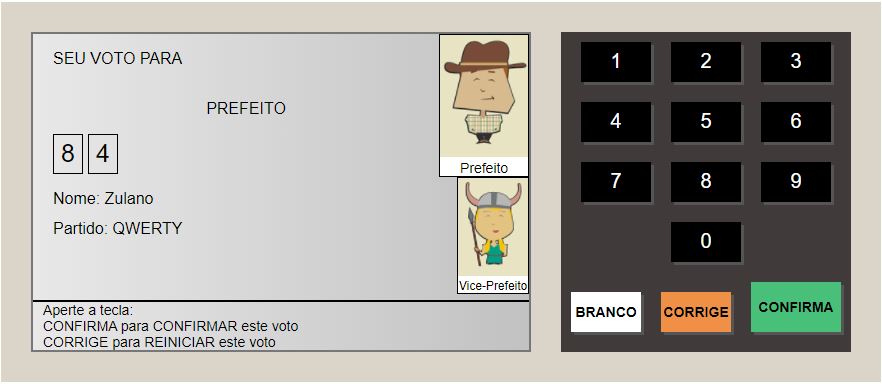 SEU VOTO PARA
PREFEITO
8 4
Nome: Zulano
Partido: QWERTY
Prefeito
Vice-Prefeito
Aperte a tecla:
CONFIRMA para CONFIRMAR este voto
CORRIGE para REINICIAR este voto
1 2 3
4 5 6
7 8 9
0
BRANCO CORRIGE CONFIRMA